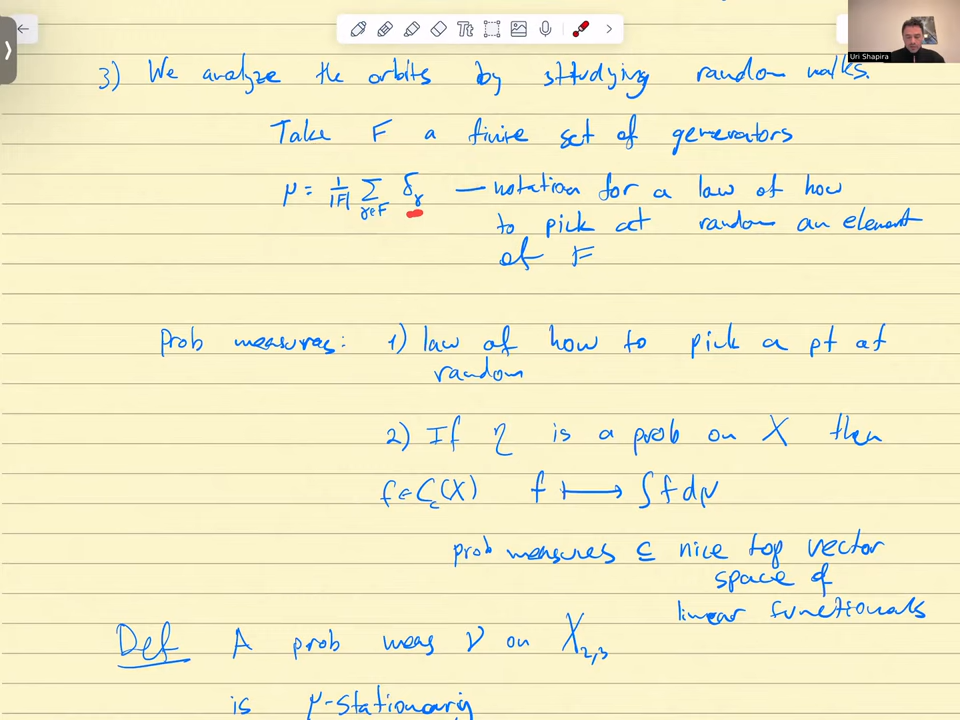 Uri Shapira
3) We analyze the orbits by studying random walks.
Take F a finite set of generators
μ = 1/|F| Σ_{γ∈F} δ_γ — notation for a law of how
to pick at random an element
of F
Prob measures: 1) law of how to pick a pt at
random
2) If η is a prob on X then
f∈C_c(X) f ⟼ ∫ f dμ
prob measures ⊆ nice top vector
space of
linear functionals
Def A prob meas ν on X_{2,3}
is μ-stationary